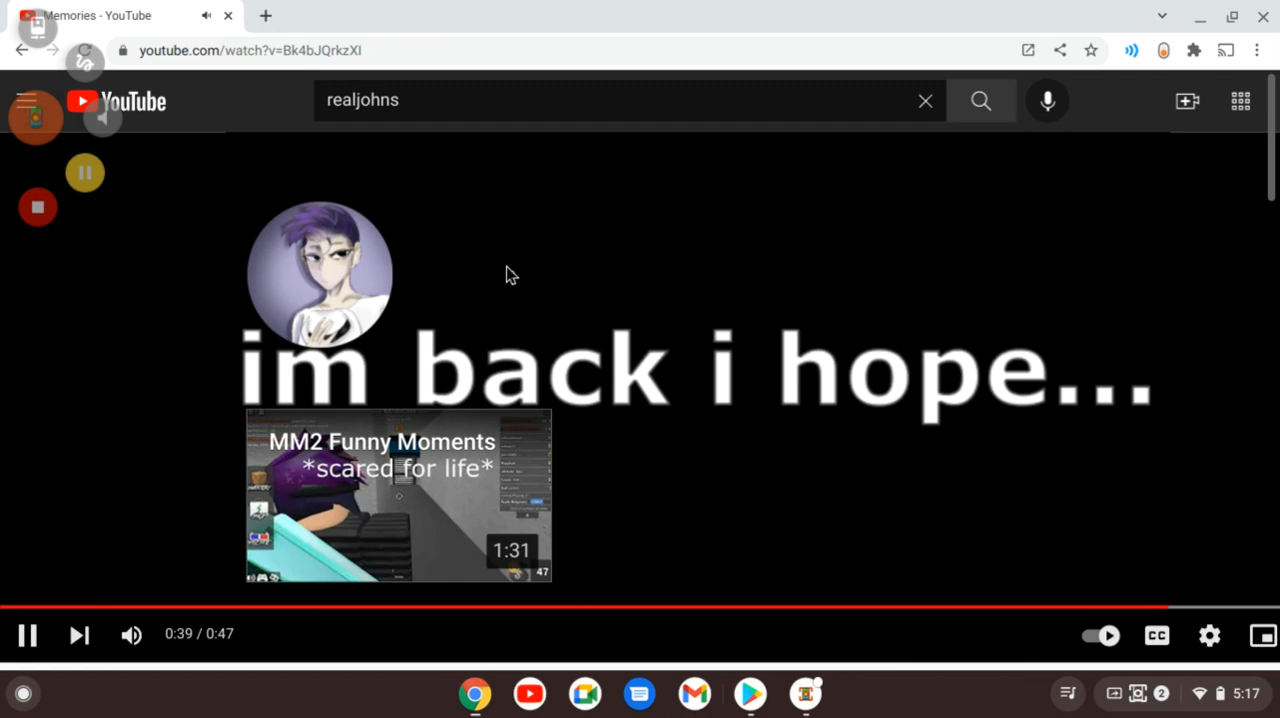 Memories - YouTube
youtube.com/watch?v=Bk4bJQrkzXI
YouTube
realjohns
im back i hope...
MM2 Funny Moments
*scared for life*
1:31
47
0:39 / 0:47
CC
2
5:17